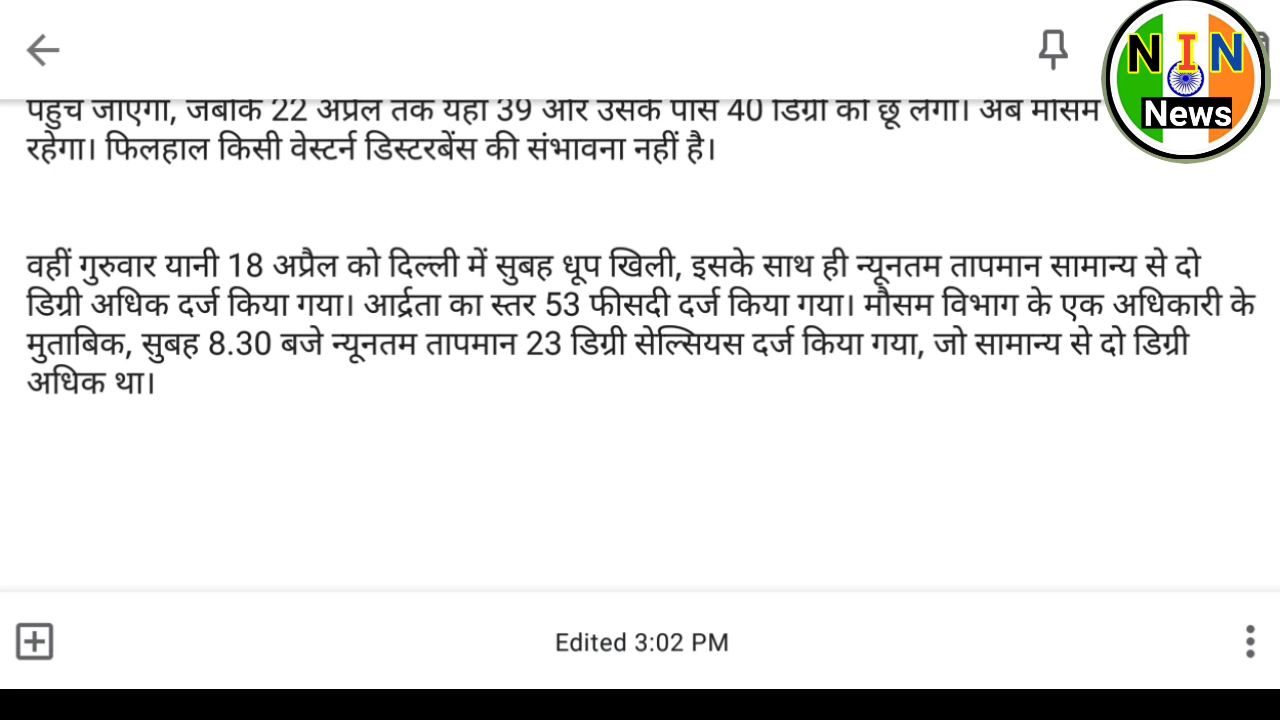 NIN
पहुंच जाएगा, जबकि 22 अप्रैल तक यहां 39 और उसके पास 40 डिग्री को छू लेगा। अब मौसम
News
रहेगा। फिलहाल किसी वेस्टर्न डिस्टरबेंस की संभावना नहीं है।
वहीं गुरुवार यानी 18 अप्रैल को दिल्ली में सुबह धूप खिली, इसके साथ ही न्यूनतम तापमान सामान्य से दो
डिग्री अधिक दर्ज किया गया। आर्द्रता का स्तर 53 फीसदी दर्ज किया गया। मौसम विभाग के एक अधिकारी के
मुताबिक, सुबह 8.30 बजे न्यूनतम तापमान 23 डिग्री सेल्सियस दर्ज किया गया, जो सामान्य से दो डिग्री
अधिक था।
Edited 3:02 PM